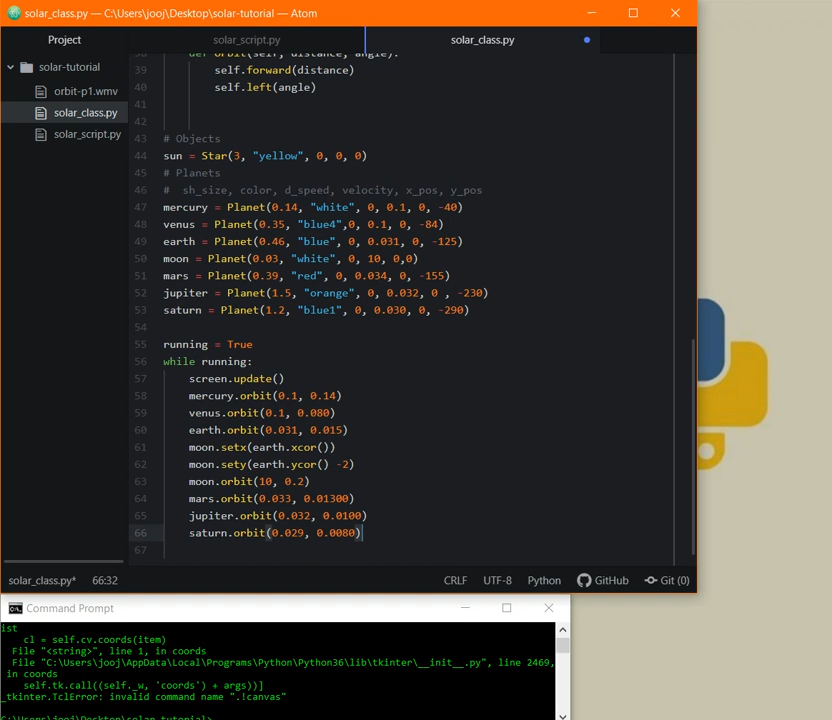 solar_class.py — C:\Users\jooj\Desktop\solar-tutorial — Atom
Project
solar_script.py
solar_class.py
solar-tutorial
orbit-p1.wmv
solar_class.py
solar_script.py
38 def orbit(self, distance, angle):
39 self.forward(distance)
40 self.left(angle)
41
42
43 # Objects
44 sun = Star(3, "yellow", 0, 0, 0)
45 # Planets
46 #  sh_size, color, d_speed, velocity, x_pos, y_pos
47 mercury = Planet(0.14, "white", 0, 0.1, 0, -40)
48 venus = Planet(0.35, "blue4",0, 0.1, 0, -84)
49 earth = Planet(0.46, "blue", 0, 0.031, 0, -125)
50 moon = Planet(0.03, "white", 0, 10, 0,0)
51 mars = Planet(0.39, "red", 0, 0.034, 0, -155)
52 jupiter = Planet(1.5, "orange", 0, 0.032, 0 , -230)
53 saturn = Planet(1.2, "blue1", 0, 0.030, 0, -290)
54
55 running = True
56 while running:
57 screen.update()
58 mercury.orbit(0.1, 0.14)
59 venus.orbit(0.1, 0.080)
60 earth.orbit(0.031, 0.015)
61 moon.setx(earth.xcor())
62 moon.sety(earth.ycor() -2)
63 moon.orbit(10, 0.2)
64 mars.orbit(0.033, 0.01300)
65 jupiter.orbit(0.032, 0.0100)
66 saturn.orbit(0.029, 0.0080)
67
solar_class.py* 66:32 CRLF UTF-8 Python GitHub Git (0)
Command Prompt
ist
cl = self.cv.coords(item)
File "<string>", line 1, in coords
File "C:\Users\jooj\AppData\Local\Programs\Python\Python36\lib\tkinter\__init__.py", line 2469,
in coords
self.tk.call((self._w, 'coords') + args))]
_tkinter.TclError: invalid command name ".!canvas"
C:\Users\jooj\Desktop\solar-tutorial>